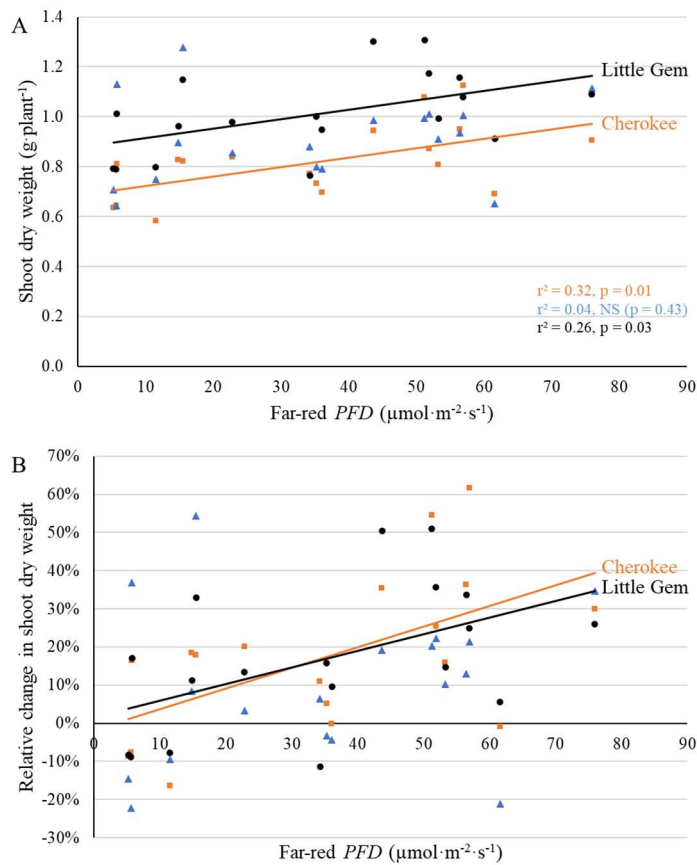 A
1.4
1.2
1.0
0.8
0.6
0.4
0.2
0.0
Shoot dry weight (g·plant⁻¹)
Little Gem
Cherokee
r² = 0.32, p = 0.01
r² = 0.04, NS (p = 0.43)
r² = 0.26, p = 0.03
0 10 20 30 40 50 60 70 80 90
Far-red PFD (µmol·m⁻²·s⁻¹)
B
70%
60%
50%
40%
30%
20%
10%
0%
-10%
-20%
-30%
Relative change in shoot dry weight
Cherokee
Little Gem
0 10 20 30 40 50 60 70 80 90
Far-red PFD (µmol·m⁻²·s⁻¹)